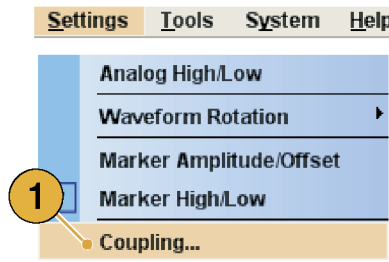 Settings Tools System Help
Analog High/Low
Waveform Rotation
Marker Amplitude/Offset
1
Marker High/Low
Coupling...